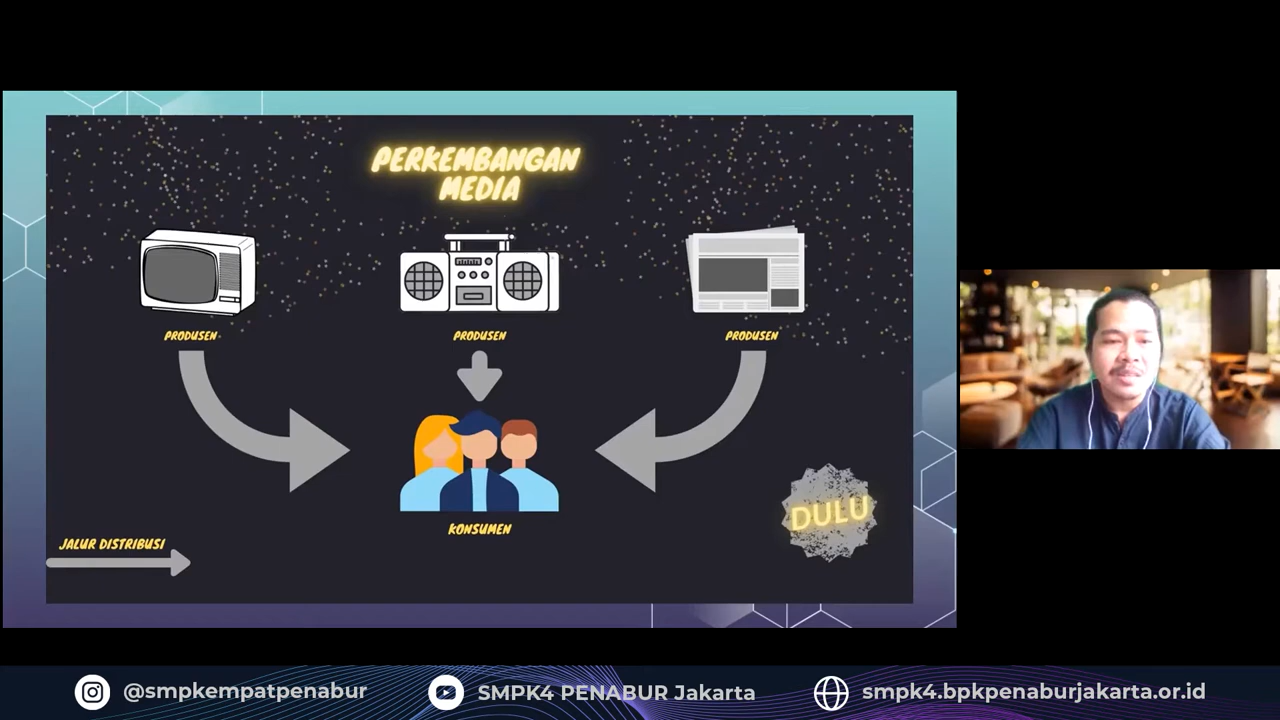 PERKEMBANGAN
MEDIA
PRODUSEN
PRODUSEN
PRODUSEN
KONSUMEN
DULU
JALUR DISTRIBUSI
@smpkempatpenabur
SMPK4 PENABUR Jakarta
smpk4.bpkpenaburjakarta.or.id